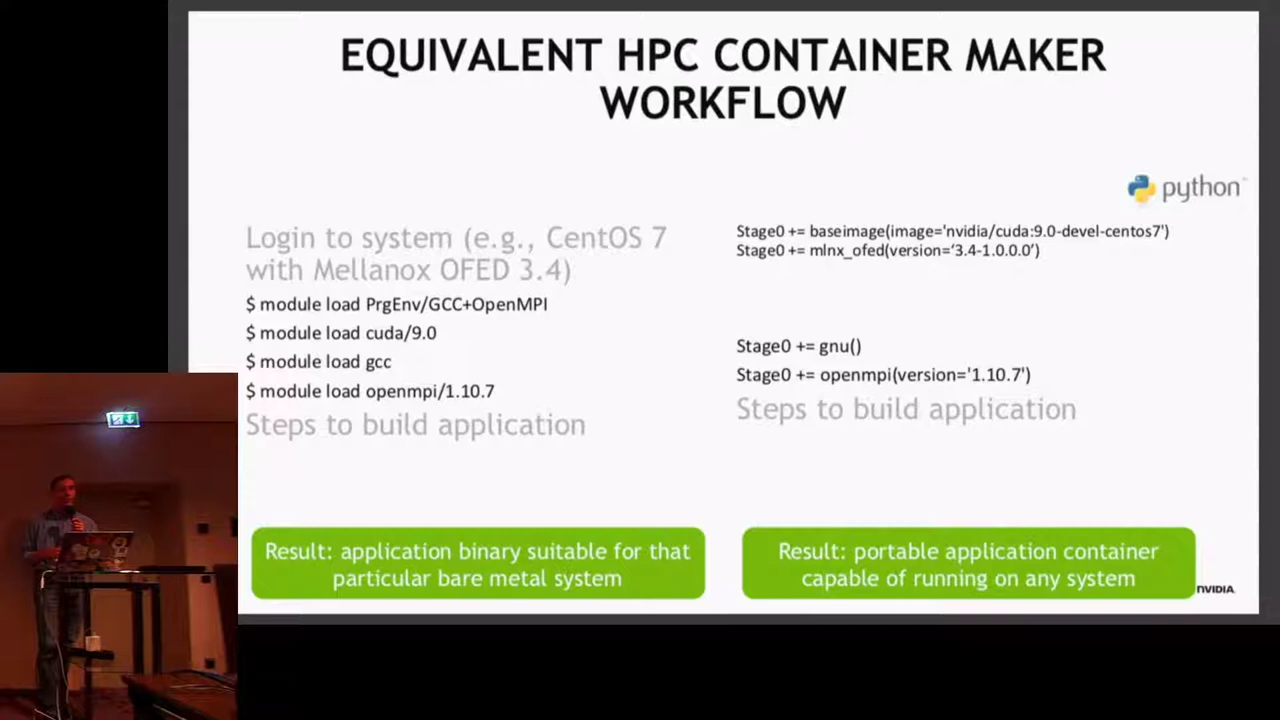 EQUIVALENT HPC CONTAINER MAKER
WORKFLOW
python
Login to system (e.g., CentOS 7
with Mellanox OFED 3.4)
$ module load PrgEnv/GCC+OpenMPI
$ module load cuda/9.0
$ module load gcc
$ module load openmpi/1.10.7
Steps to build application
Stage0 += baseimage(image='nvidia/cuda:9.0-devel-centos7')
Stage0 += mlnx_ofed(version=‘3.4-1.0.0.0’)
Stage0 += gnu()
Stage0 += openmpi(version='1.10.7')
Steps to build application
Result: application binary suitable for that
particular bare metal system
Result: portable application container
capable of running on any system
NVIDIA